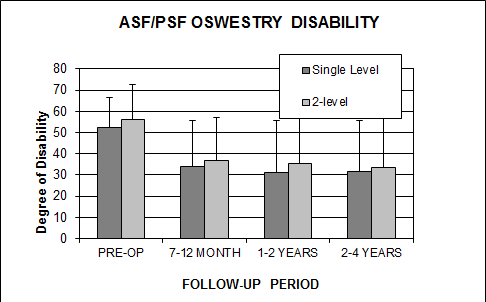 ASF/PSF OSWESTRY DISABILITY
Degree of Disability
80
70
60
50
40
30
20
10
0
Single Level
2-level
PRE-OP
7-12 MONTH
1-2 YEARS
2-4 YEARS
FOLLOW-UP PERIOD